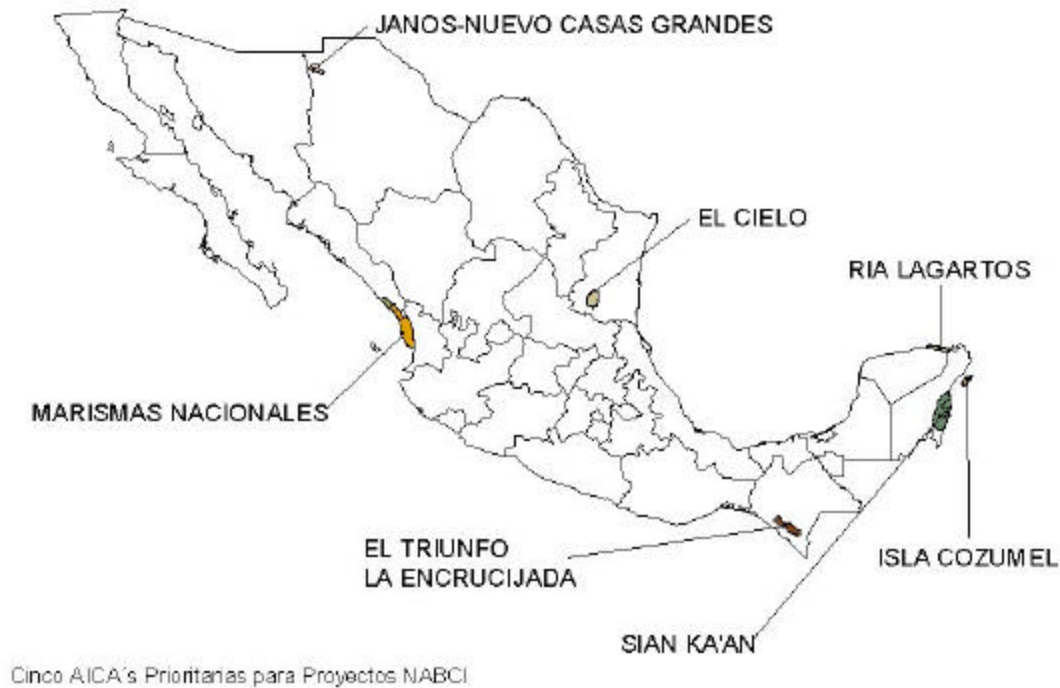 JANOS-NUEVO CASAS GRANDES
EL CIELO
RIA LAGARTOS
MARISMAS NACIONALES
EL TRIUNFO
LA ENCRUCIJADA
ISLA COZUMEL
SIAN KA'AN
Cinco AICA´s Prioritarias para Proyectos NABCI